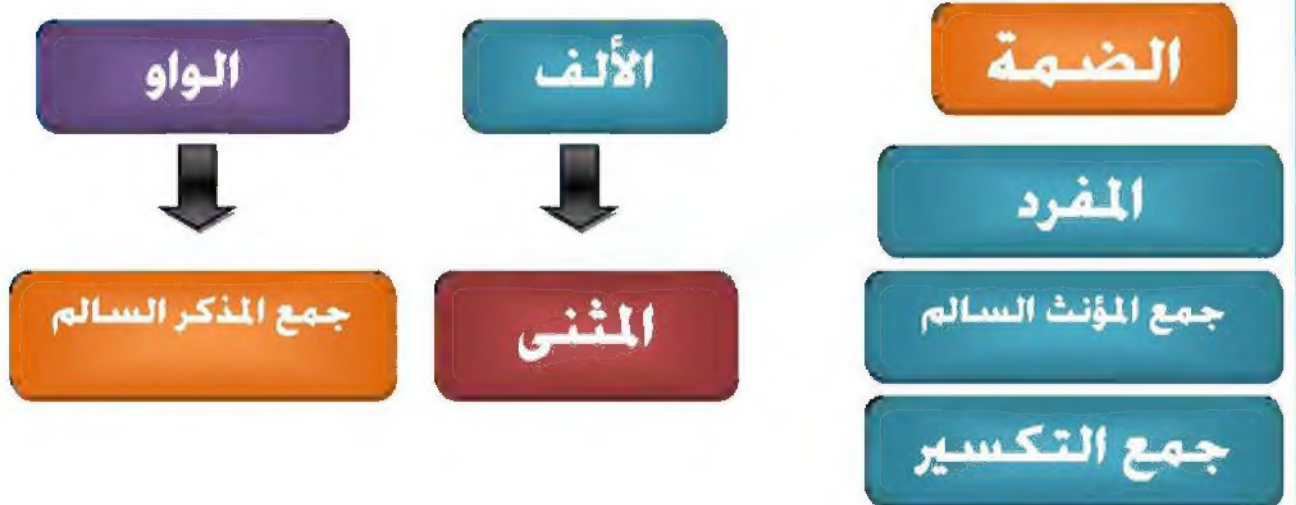 الضمة
المفرد
جمع المؤنث السالم
جمع التكسير
الألف
المثنى
الواو
جمع المذكر السالم